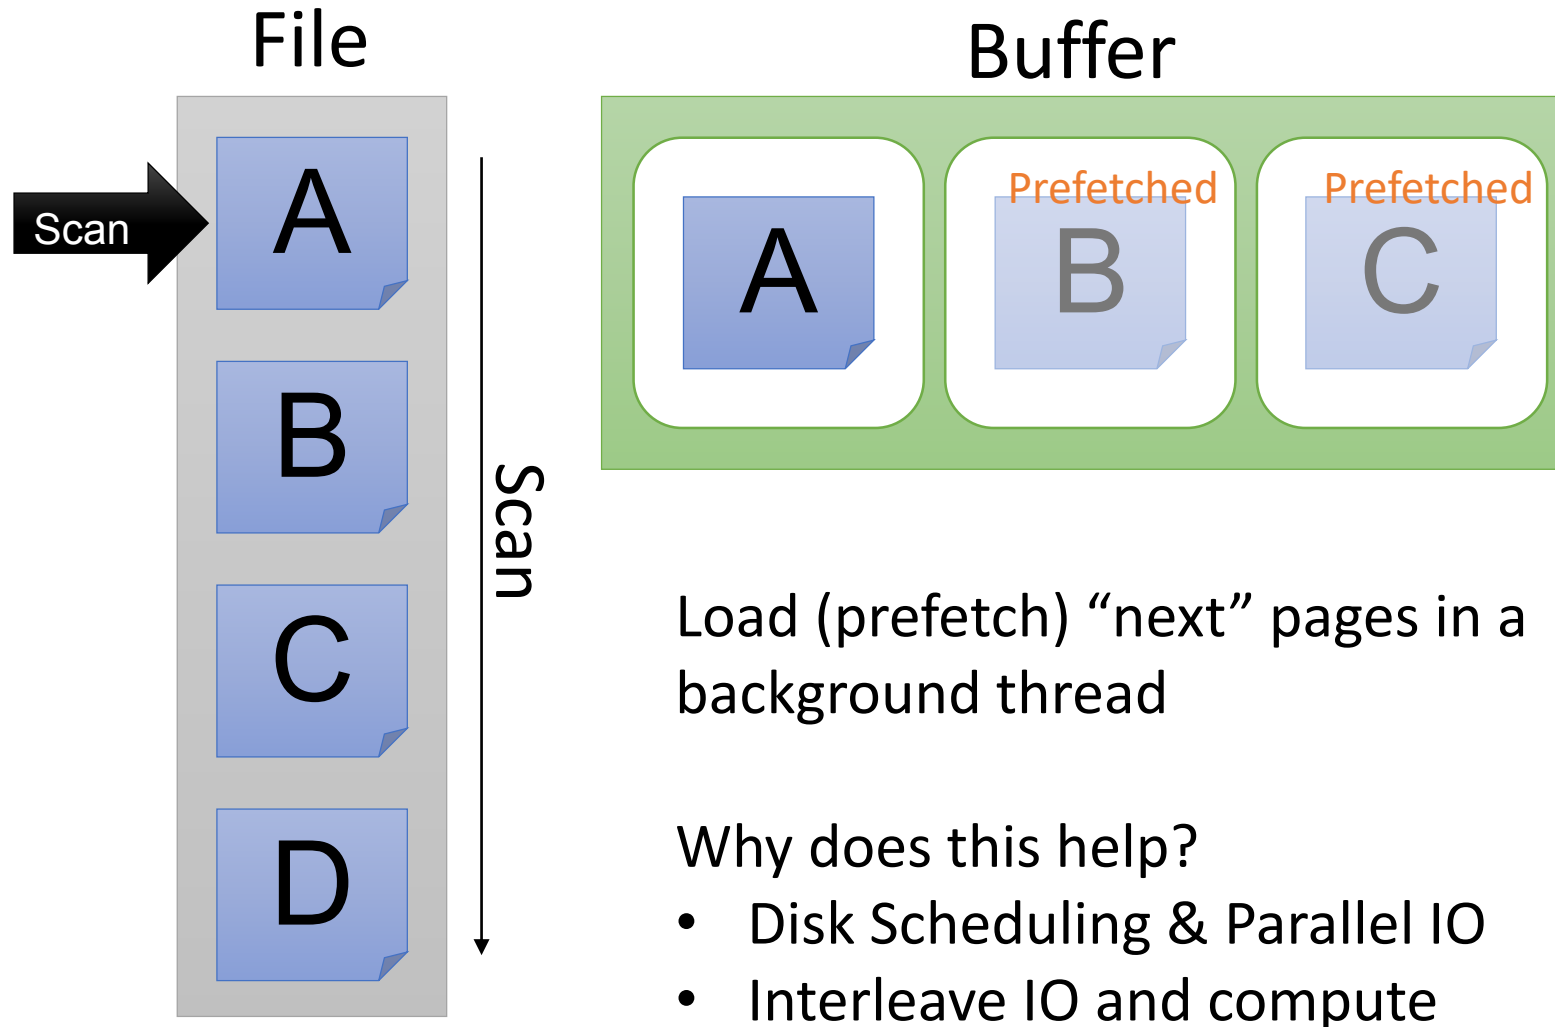 File
Scan
A
B
C
D
Scan
Buffer
A
Prefetched
B
Prefetched
C
Load (prefetch) “next” pages in a
background thread
Why does this help?
• Disk Scheduling & Parallel IO
• Interleave IO and compute